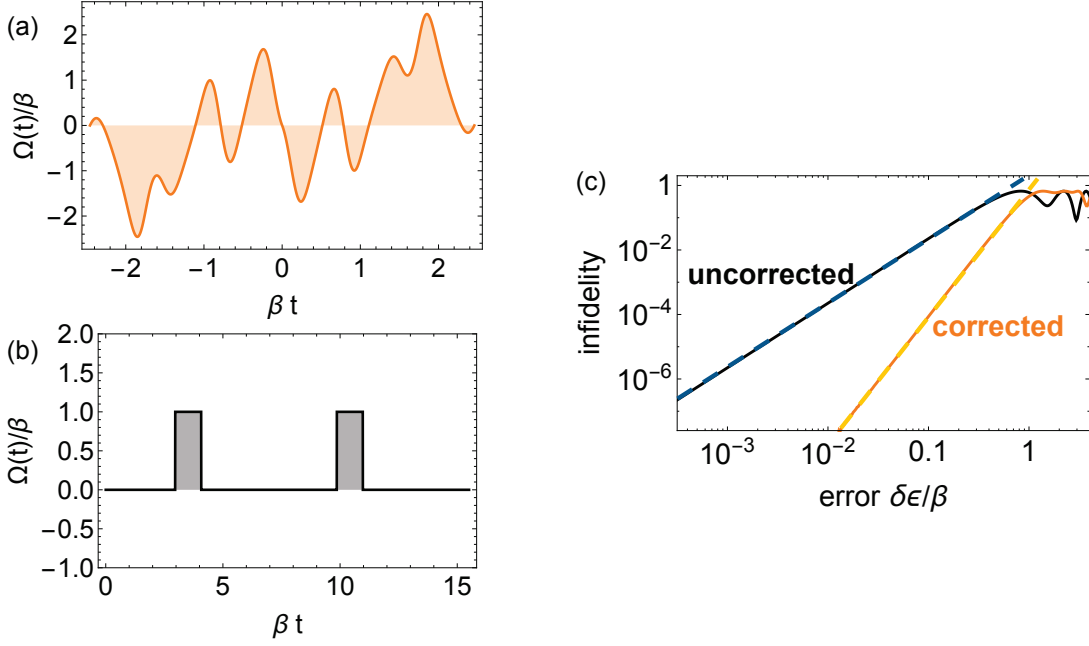 (a)
Ω(t)/β
2
1
0
−1
−2
−2
−1
0
1
2
β t
(b)
Ω(t)/β
2.0
1.5
1.0
0.5
0.0
−0.5
−1.0
0
5
10
15
β t
(c)
infidelity
1
10⁻²
10⁻⁴
10⁻⁶
uncorrected
corrected
10⁻³
10⁻²
0.1
1
error δϵ/β